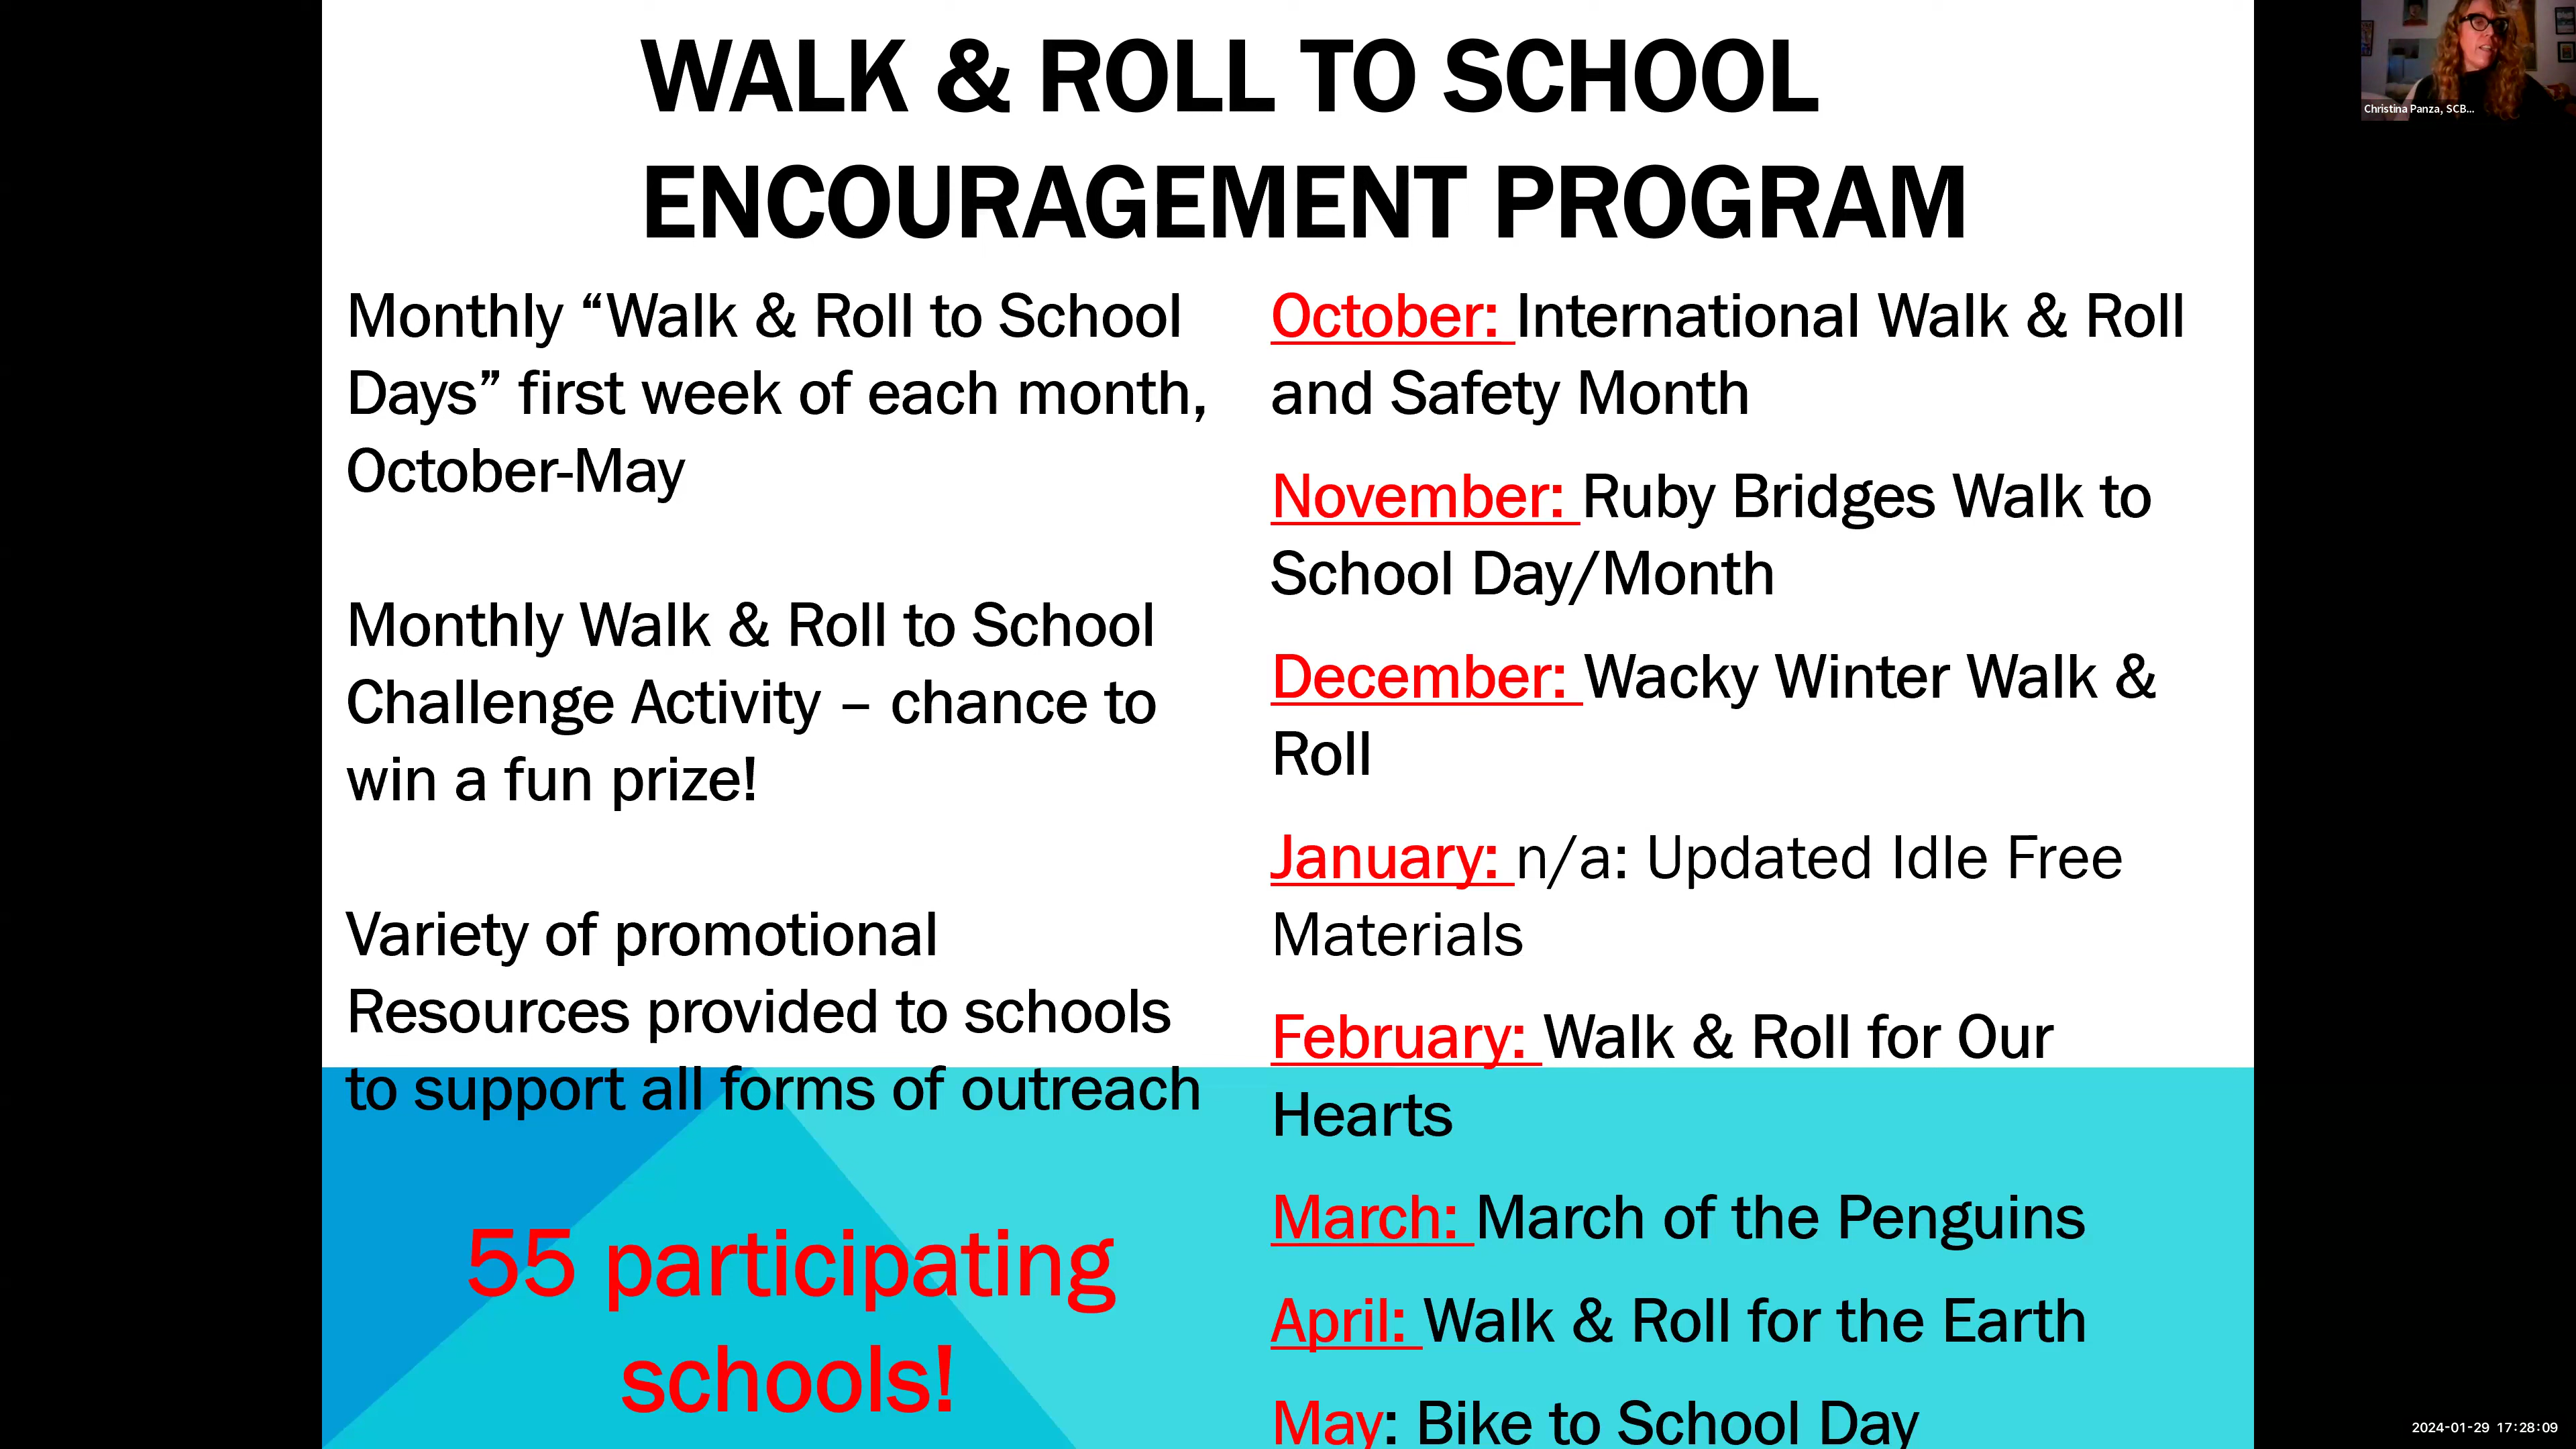 WALK & ROLL TO SCHOOL
ENCOURAGEMENT PROGRAM
Monthly “Walk & Roll to School
Days” first week of each month,
October-May
Monthly Walk & Roll to School
Challenge Activity – chance to
win a fun prize!
Variety of promotional
Resources provided to schools
to support all forms of outreach
55 participating
schools!
October: International Walk & Roll
and Safety Month
November: Ruby Bridges Walk to
School Day/Month
December: Wacky Winter Walk &
Roll
January: n/a: Updated Idle Free
Materials
February: Walk & Roll for Our
Hearts
March: March of the Penguins
April: Walk & Roll for the Earth
May: Bike to School Day
Christina Panza, SCB...
2024-01-29 17:28:09